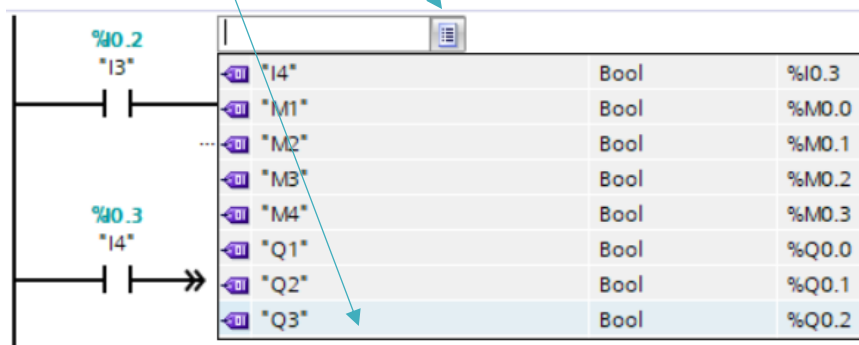 %I0.2
"I3"
"I4" Bool %I0.3
"M1" Bool %M0.0
"M2" Bool %M0.1
"M3" Bool %M0.2
"M4" Bool %M0.3
%I0.3
"I4"
"Q1" Bool %Q0.0
"Q2" Bool %Q0.1
"Q3" Bool %Q0.2